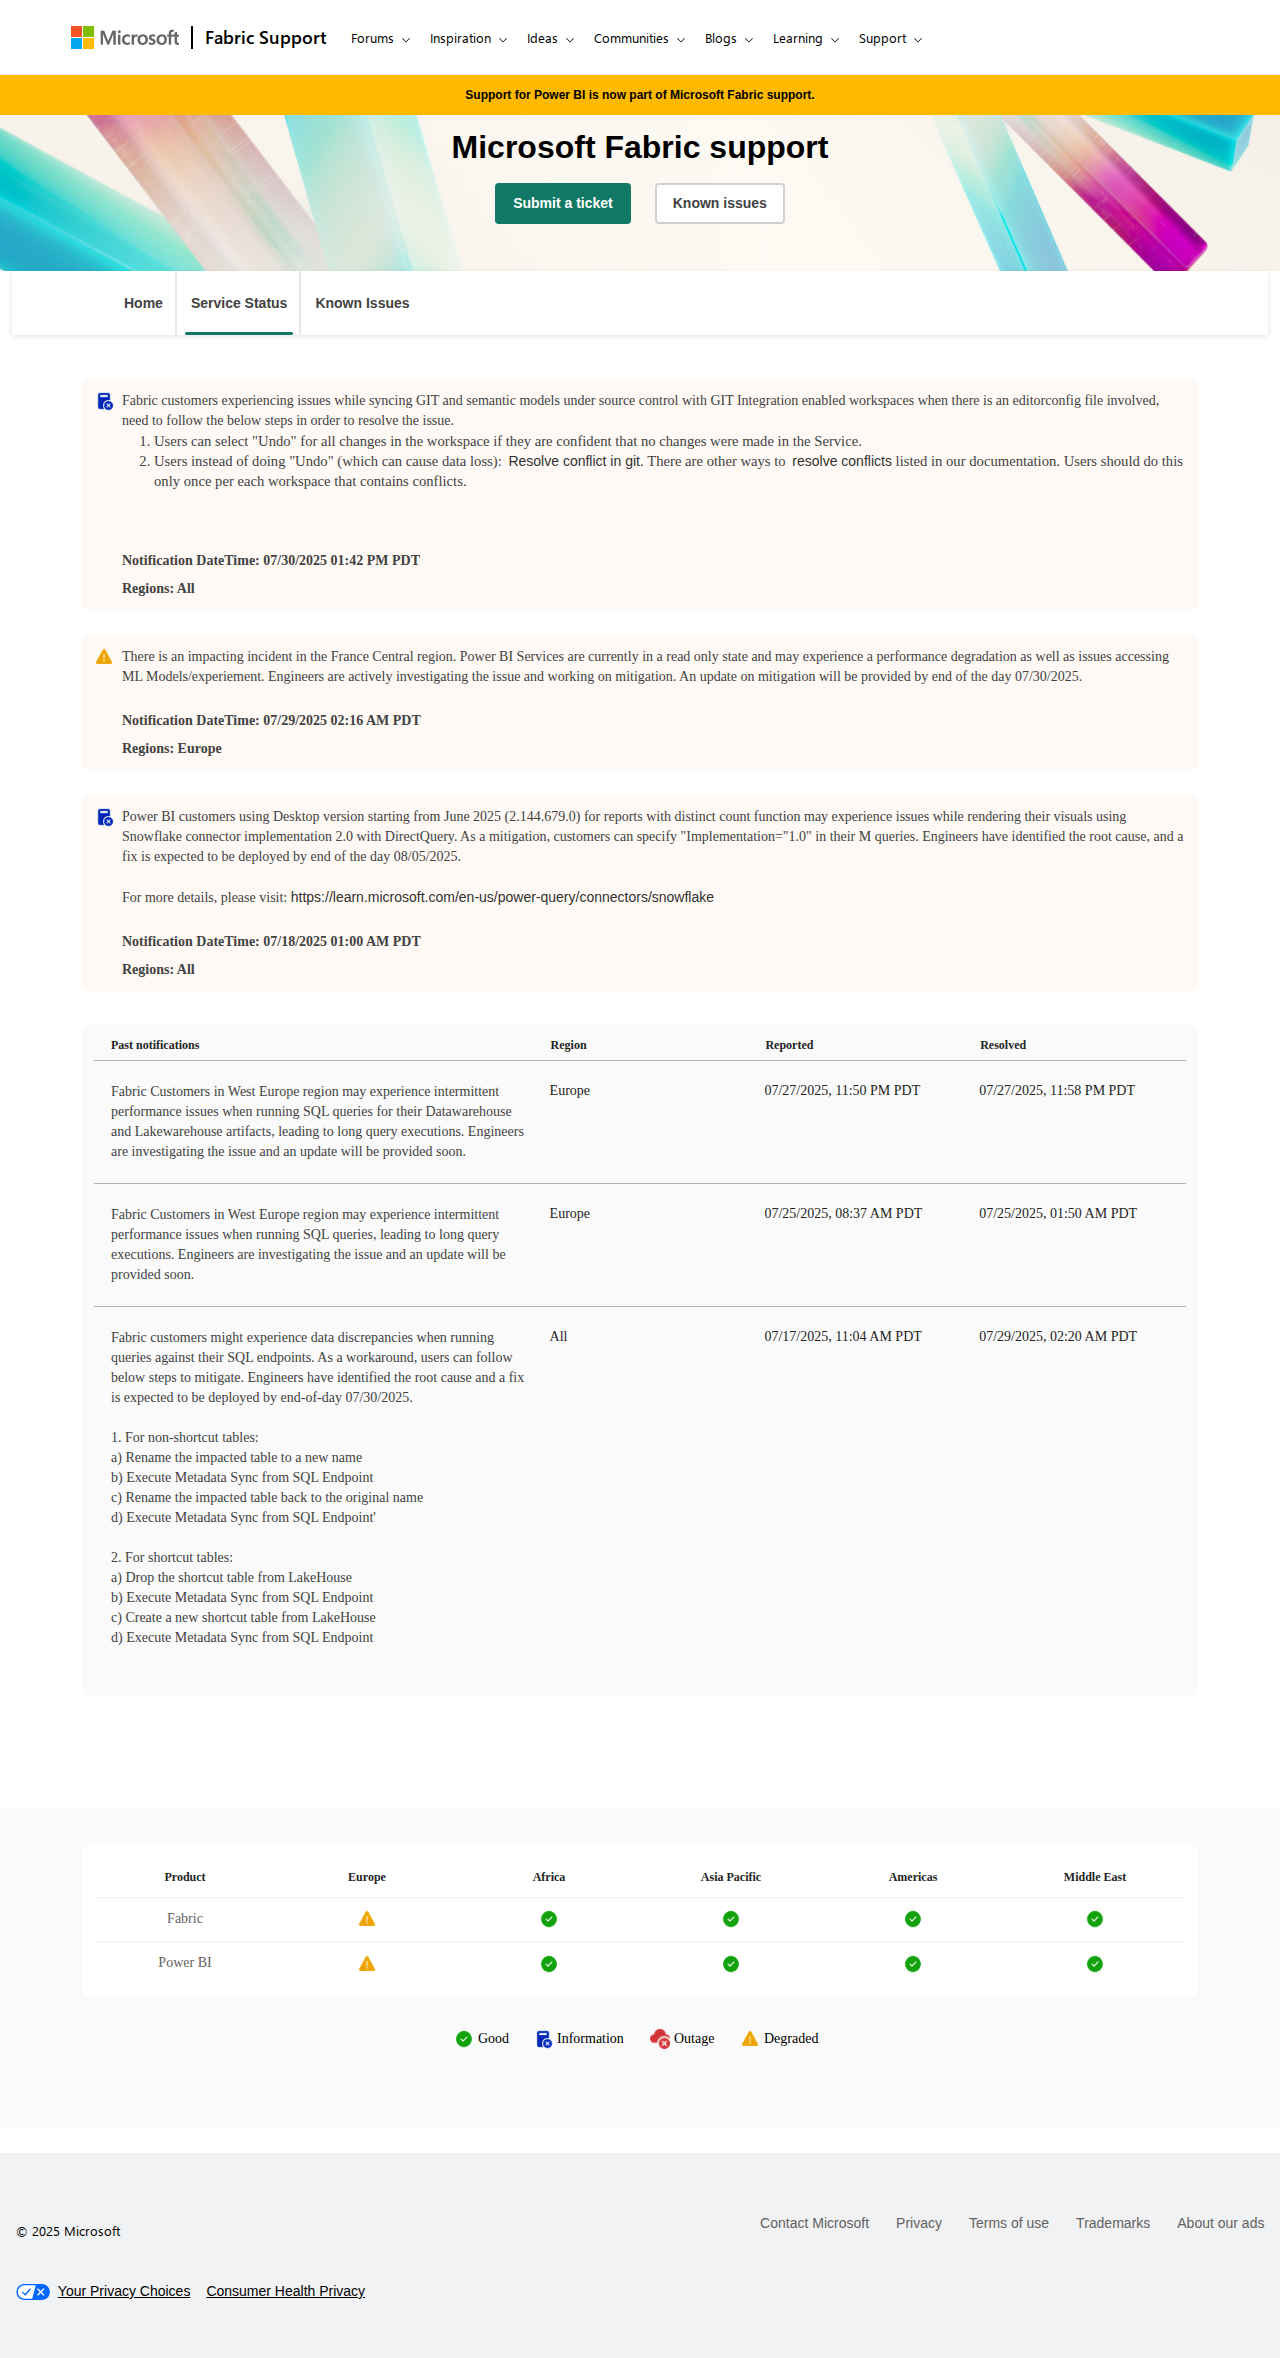 Microsoft Fabric Support Forums Inspiration Ideas Communities Blogs Learning Support
Support for Power BI is now part of Microsoft Fabric support.
Microsoft Fabric support
Submit a ticket Known issues
Home Service Status Known Issues
Fabric customers experiencing issues while syncing GIT and semantic models under source control with GIT Integration enabled workspaces when there is an editorconfig file involved,
need to follow the below steps in order to resolve the issue.
1. Users can select "Undo" for all changes in the workspace if they are confident that no changes were made in the Service.
2. Users instead of doing "Undo" (which can cause data loss): Resolve conflict in git. There are other ways to resolve conflicts listed in our documentation. Users should do this
only once per each workspace that contains conflicts.
Notification DateTime: 07/30/2025 01:42 PM PDT
Regions: All
There is an impacting incident in the France Central region. Power BI Services are currently in a read only state and may experience a performance degradation as well as issues accessing
ML Models/experiement. Engineers are actively investigating the issue and working on mitigation. An update on mitigation will be provided by end of the day 07/30/2025.
Notification DateTime: 07/29/2025 02:16 AM PDT
Regions: Europe
Power BI customers using Desktop version starting from June 2025 (2.144.679.0) for reports with distinct count function may experience issues while rendering their visuals using
Snowflake connector implementation 2.0 with DirectQuery. As a mitigation, customers can specify "Implementation="1.0" in their M queries. Engineers have identified the root cause, and a
fix is expected to be deployed by end of the day 08/05/2025.
For more details, please visit: https://learn.microsoft.com/en-us/power-query/connectors/snowflake
Notification DateTime: 07/18/2025 01:00 AM PDT
Regions: All
Past notifications Region Reported Resolved
Fabric Customers in West Europe region may experience intermittent Europe 07/27/2025, 11:50 PM PDT 07/27/2025, 11:58 PM PDT
performance issues when running SQL queries for their Datawarehouse
and Lakewarehouse artifacts, leading to long query executions. Engineers
are investigating the issue and an update will be provided soon.
Fabric Customers in West Europe region may experience intermittent Europe 07/25/2025, 08:37 AM PDT 07/25/2025, 01:50 AM PDT
performance issues when running SQL queries, leading to long query
executions. Engineers are investigating the issue and an update will be
provided soon.
Fabric customers might experience data discrepancies when running All 07/17/2025, 11:04 AM PDT 07/29/2025, 02:20 AM PDT
queries against their SQL endpoints. As a workaround, users can follow
below steps to mitigate. Engineers have identified the root cause and a fix
is expected to be deployed by end-of-day 07/30/2025.
1. For non-shortcut tables:
a) Rename the impacted table to a new name
b) Execute Metadata Sync from SQL Endpoint
c) Rename the impacted table back to the original name
d) Execute Metadata Sync from SQL Endpoint'
2. For shortcut tables:
a) Drop the shortcut table from LakeHouse
b) Execute Metadata Sync from SQL Endpoint
c) Create a new shortcut table from LakeHouse
d) Execute Metadata Sync from SQL Endpoint
Product Europe Africa Asia Pacific Americas Middle East
Fabric
Power BI
Good Information Outage Degraded
Contact Microsoft Privacy Terms of use Trademarks About our ads
© 2025 Microsoft
Your Privacy Choices Consumer Health Privacy